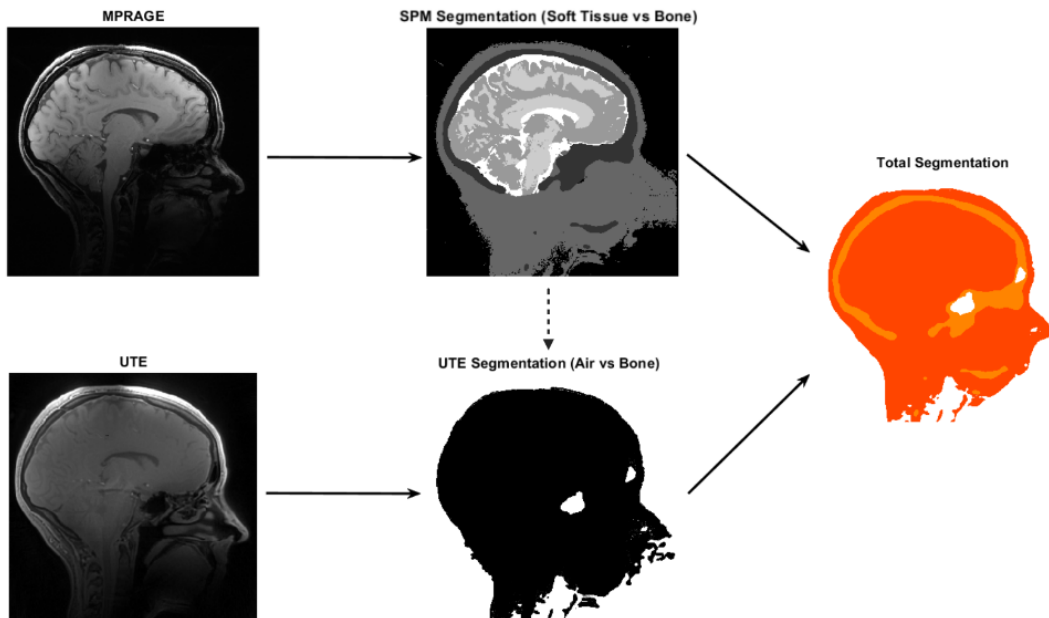 MPRAGE
SPM Segmentation (Soft Tissue vs Bone)
Total Segmentation
UTE
UTE Segmentation (Air vs Bone)